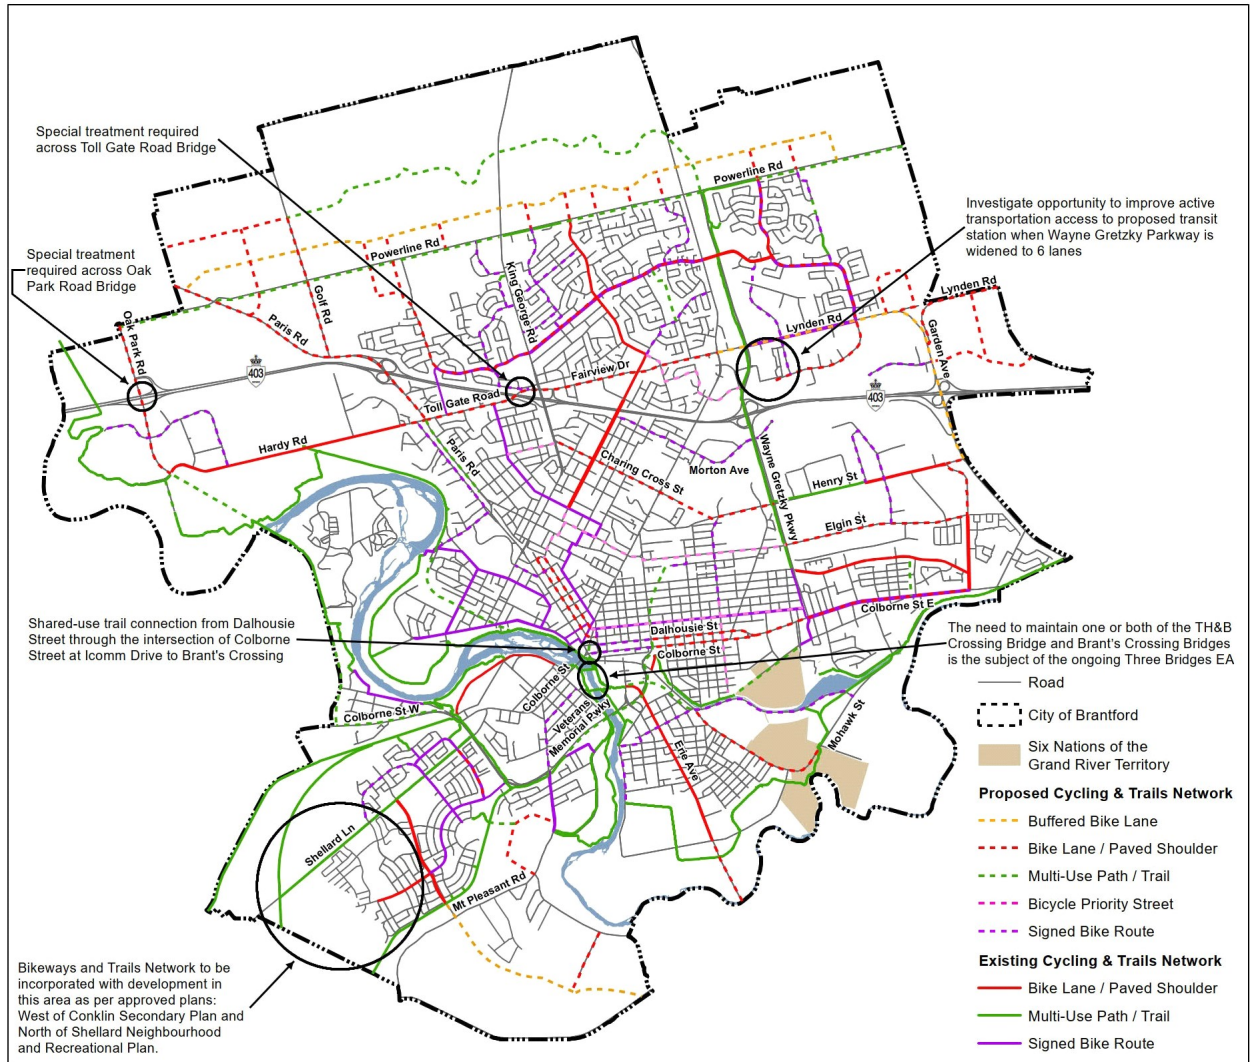 Special treatment required
across Toll Gate Road Bridge
Powerline Rd
Investigate opportunity to improve active
transportation access to proposed transit
station when Wayne Gretzky Parkway is
widened to 6 lanes
Special treatment
required across Oak
Park Road Bridge
Powerline Rd
King George Rd
Golf Rd
Oak Park Rd
Paris Rd
Lynden Rd
Lynden Rd
Garden Ave
403
Fairview Dr
403
Toll Gate Road
Hardy Rd
Paris Rd
Charing Cross St
Morton Ave
Wayne Gretzky Pkwy
Henry St
Elgin St
Colborne St E
Shared-use trail connection from Dalhousie
Street through the intersection of Colborne
Street at Icomm Drive to Brant's Crossing
Dalhousie St
Colborne St
The need to maintain one or both of the TH&B
Crossing Bridge and Brant's Crossing Bridges
is the subject of the ongoing Three Bridges EA
Colborne St
Colborne St W
Veterans
Memorial Pwky
Erie Ave
Mohawk St
Shellard Ln
Mt Pleasant Rd
Bikeways and Trails Network to be
incorporated with development in
this area as per approved plans:
West of Conklin Secondary Plan and
North of Shellard Neighbourhood
and Recreational Plan.
Road
City of Brantford
Six Nations of the
Grand River Territory
Proposed Cycling & Trails Network
Buffered Bike Lane
Bike Lane / Paved Shoulder
Multi-Use Path / Trail
Bicycle Priority Street
Signed Bike Route
Existing Cycling & Trails Network
Bike Lane / Paved Shoulder
Multi-Use Path / Trail
Signed Bike Route